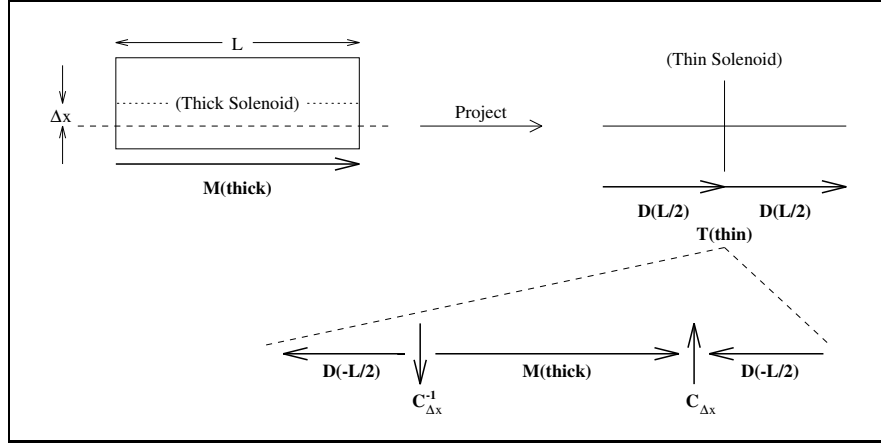 L
(Thin Solenoid)
(Thick Solenoid)
Δx
Project
M(thick)
D(L/2) D(L/2)
T(thin)
D(-L/2) M(thick) D(-L/2)
C⁻¹Δx CΔx